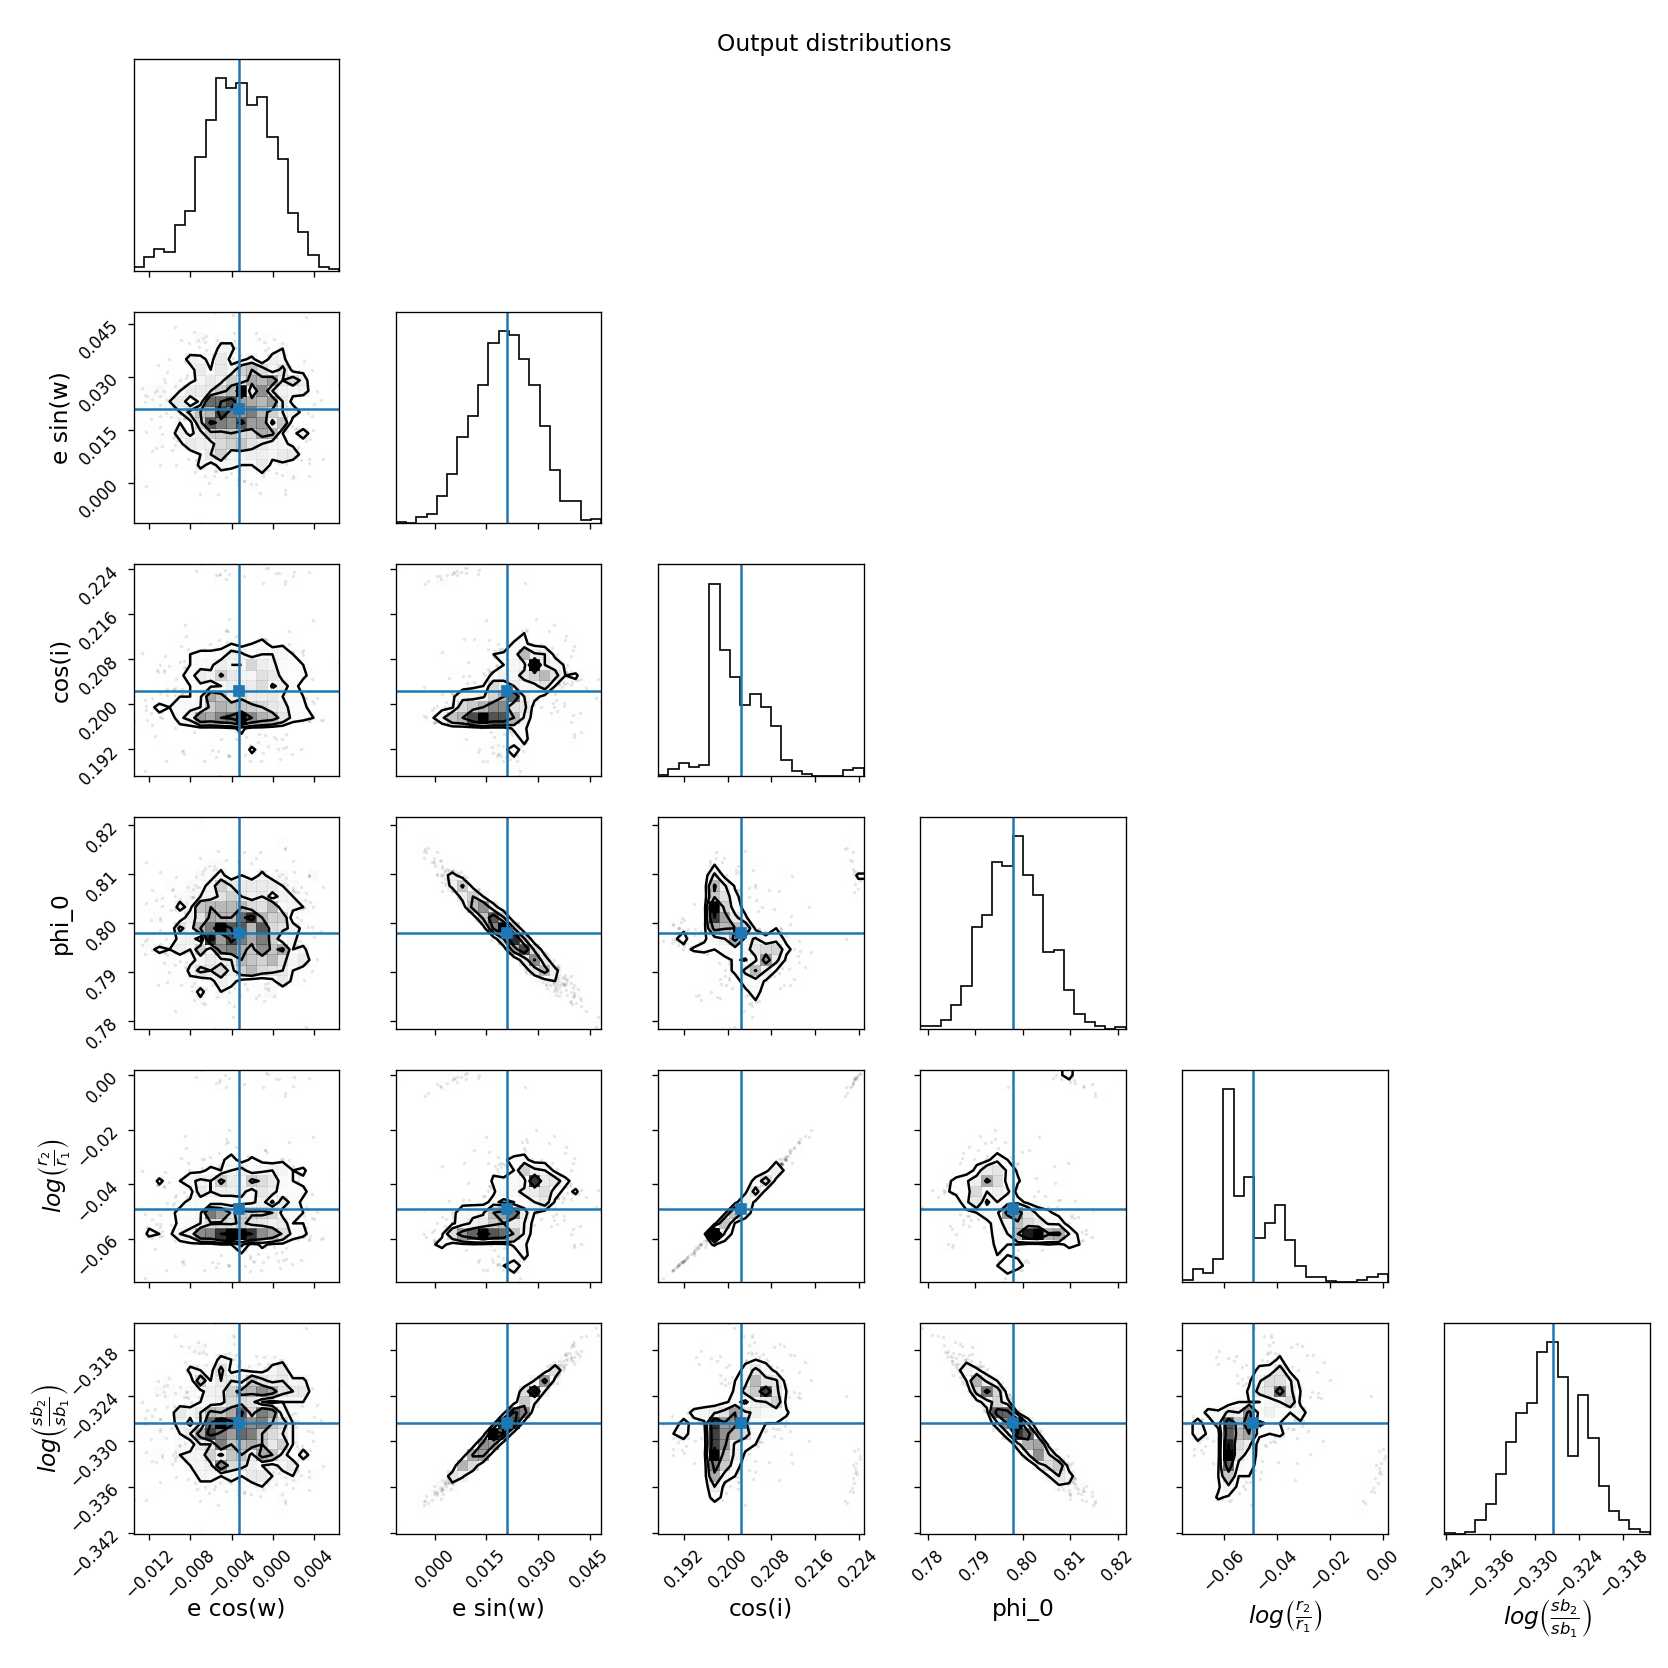 Output distributions
0.045
0.030
0.015
0.000
e sin(w)
0.224
0.216
0.208
0.200
0.192
cos(i)
0.82
0.81
0.80
0.79
0.78
phi_0
0.00
−0.02
−0.04
−0.06
log(r₂/r₁)
−0.318
−0.324
−0.330
−0.336
−0.342
log(sb₂/sb₁)
−0.012 −0.008 −0.004 0.000 0.004 0.000 0.015 0.030 0.045 0.192 0.200 0.208 0.216 0.224 0.78 0.79 0.80 0.81 0.82 −0.06 −0.04 −0.02 0.00 −0.342 −0.336 −0.330 −0.324 −0.318
e cos(w) e sin(w) cos(i) phi_0 log(r₂/r₁) log(sb₂/sb₁)